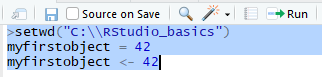 Source on Save
Run
>setwd("C:\\RStudio_basics")
myfirstobject = 42
myfirstobject <- 42